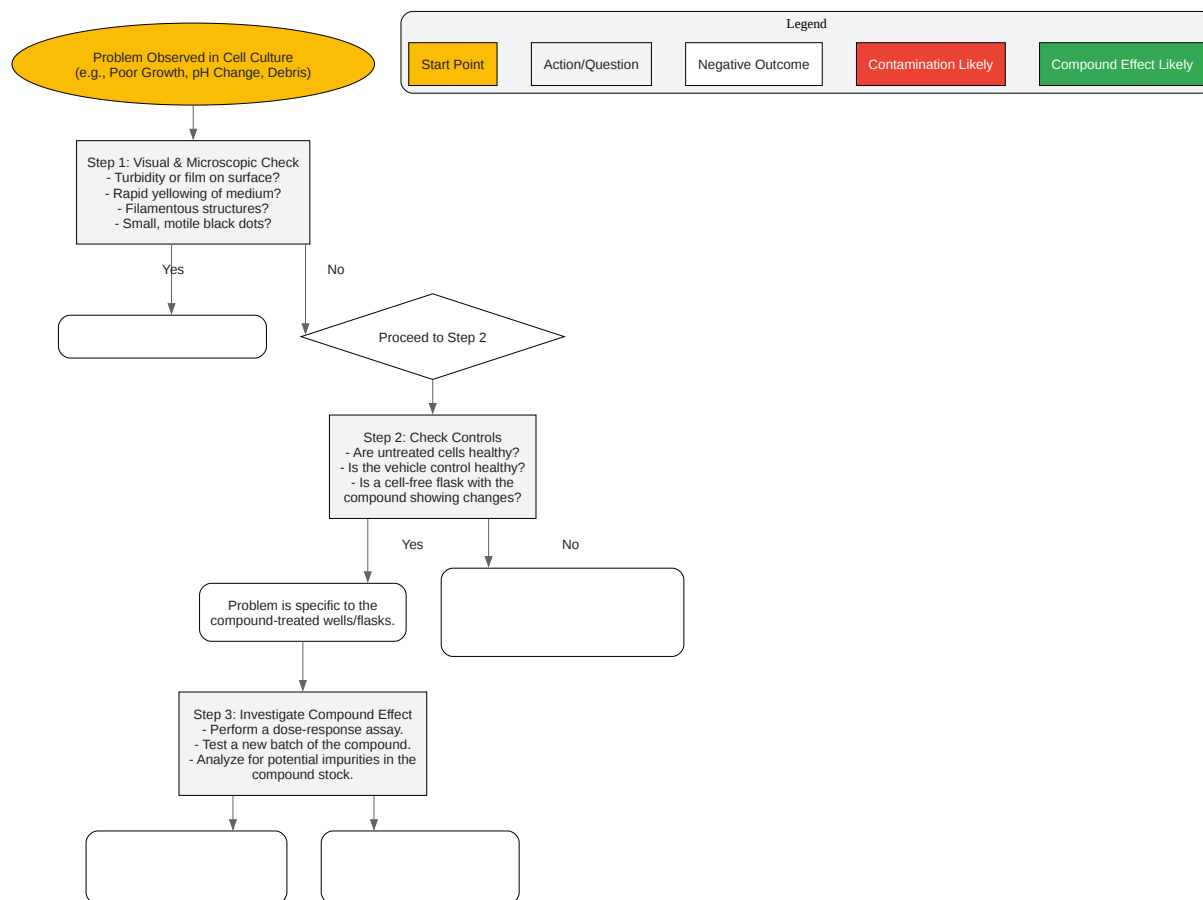 Problem Observed in Cell Culture
(e.g., Poor Growth, pH Change, Debris)
Legend
Start Point
Action/Question
Negative Outcome
Contamination Likely
Compound Effect Likely
Step 1: Visual & Microscopic Check
- Turbidity or film on surface?
- Rapid yellowing of medium?
- Filamentous structures?
- Small, motile black dots?
Yes
No
Proceed to Step 2
Step 2: Check Controls
- Are untreated cells healthy?
- Is the vehicle control healthy?
- Is a cell-free flask with the
compound showing changes?
Yes
No
Problem is specific to the
compound-treated wells/flasks.
Step 3: Investigate Compound Effect
- Perform a dose-response assay.
- Test a new batch of the compound.
- Analyze for potential impurities in the
compound stock.